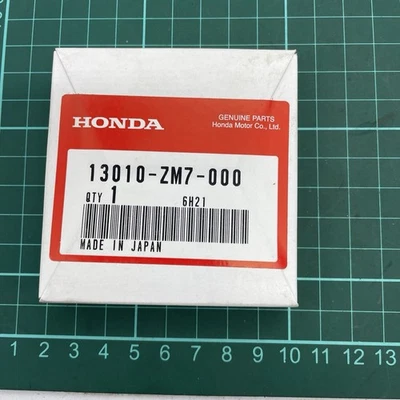 HONDA
GENUINE PARTS
Honda Motor Co., Ltd.
13010-ZM7-000
QTY 1 6H21
MADE IN JAPAN
1 2 3 4 5 6 7 8 9 10 11 12 13